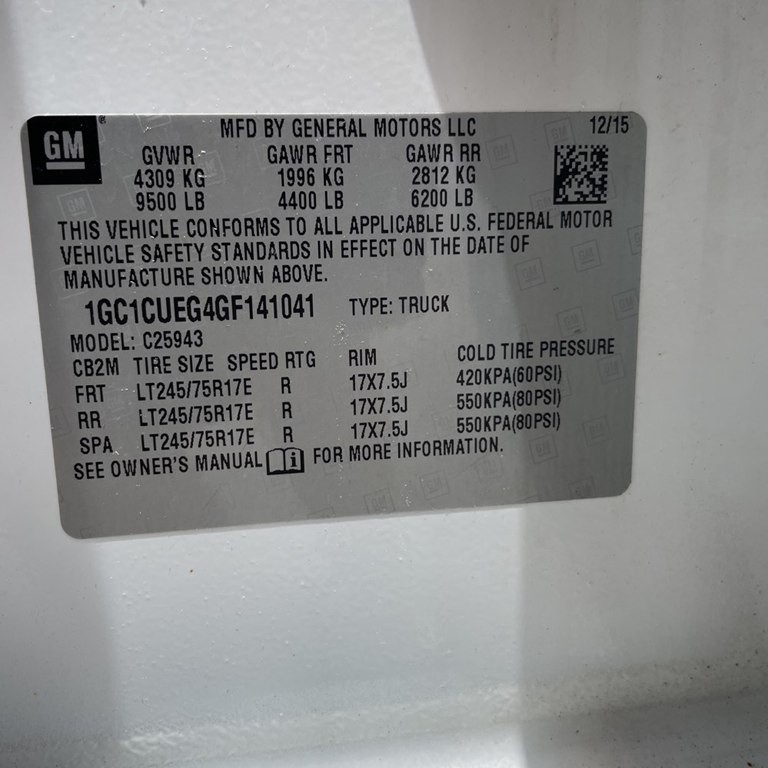 GM
MFD BY GENERAL MOTORS LLC 12/15
GVWR GAWR FRT GAWR RR
4309 KG 1996 KG 2812 KG
9500 LB 4400 LB 6200 LB
THIS VEHICLE CONFORMS TO ALL APPLICABLE U.S. FEDERAL MOTOR
VEHICLE SAFETY STANDARDS IN EFFECT ON THE DATE OF
MANUFACTURE SHOWN ABOVE.
1GC1CUEG4GF141041 TYPE: TRUCK
MODEL: C25943
CB2M TIRE SIZE SPEED RTG RIM COLD TIRE PRESSURE
FRT LT245/75R17E R 17X7.5J 420KPA(60PSI)
RR LT245/75R17E R 17X7.5J 550KPA(80PSI)
SPA LT245/75R17E R 17X7.5J 550KPA(80PSI)
SEE OWNER'S MANUAL FOR MORE INFORMATION.